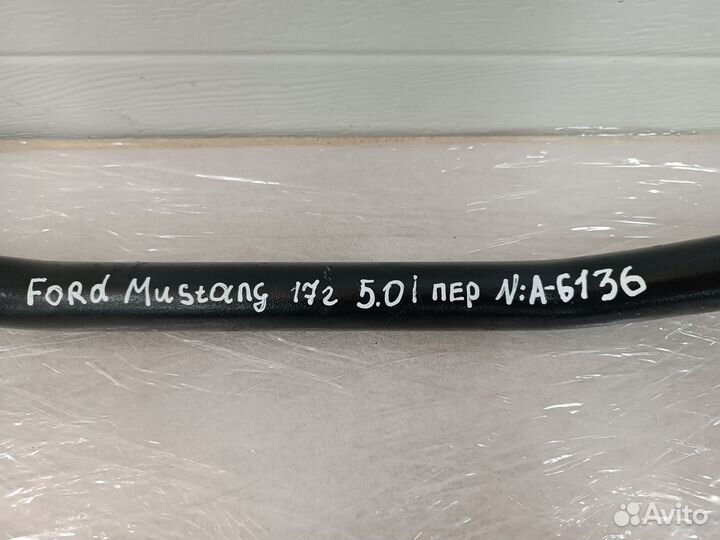 Ford Mustang 17г 5.0i пер N:A-6136
Avito